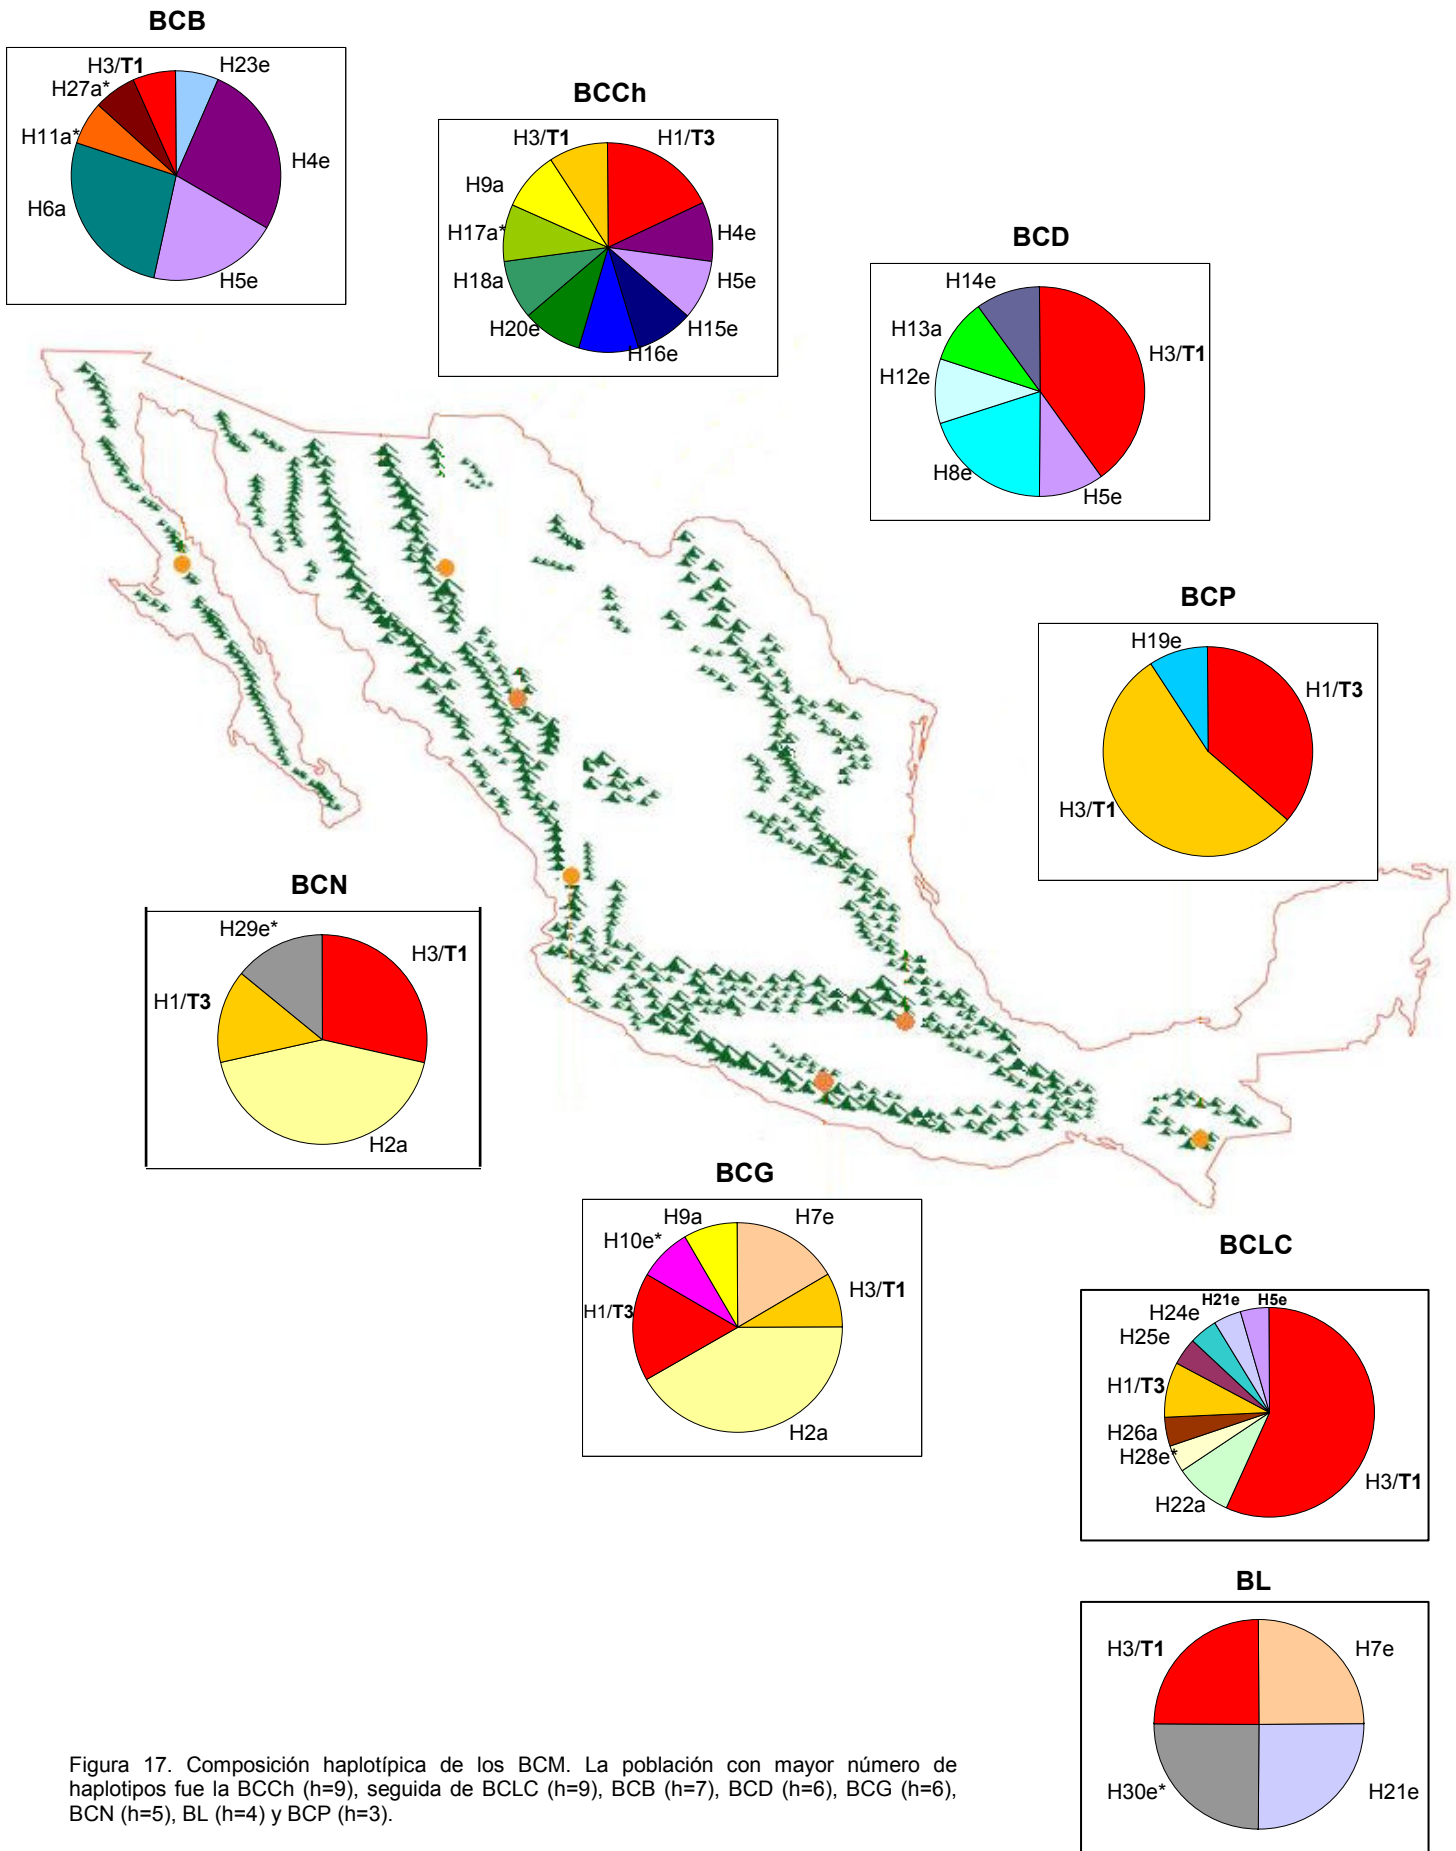 BCB
H3/T1
H23e
H27a*
H11a*
H4e
H6a
H5e
BCCh
H3/T1
H1/T3
H9a
H17a*
H4e
H18a
H5e
H20e
H15e
H16e
BCD
H14e
H13a
H3/T1
H12e
H8e
H5e
BCP
H19e
H1/T3
H3/T1
BCN
H29e*
H3/T1
H1/T3
H2a
BCG
H9a
H7e
H10e*
H3/T1
H1/T3
H2a
BCLC
H21e
H5e
H24e
H25e
H1/T3
H26a
H28e*
H3/T1
H22a
BL
H3/T1
H7e
H30e*
H21e
Figura 17. Composición haplotípica de los BCM. La población con mayor número de
haplotipos fue la BCCh (h=9), seguida de BCLC (h=9), BCB (h=7), BCD (h=6), BCG (h=6),
BCN (h=5), BL (h=4) y BCP (h=3).